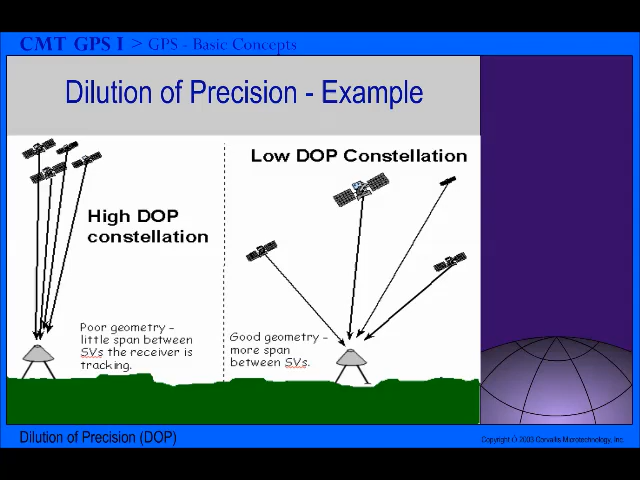 CMT GPS I > GPS - Basic Concepts
Dilution of Precision - Example
Low DOP Constellation
High DOP
constellation
Poor geometry –
little span between
SVs the receiver is
tracking.
Good geometry –
more span
between SVs.
Dilution of Precision (DOP)
Copyright © 2003 Corvallis Microtechnology, Inc.